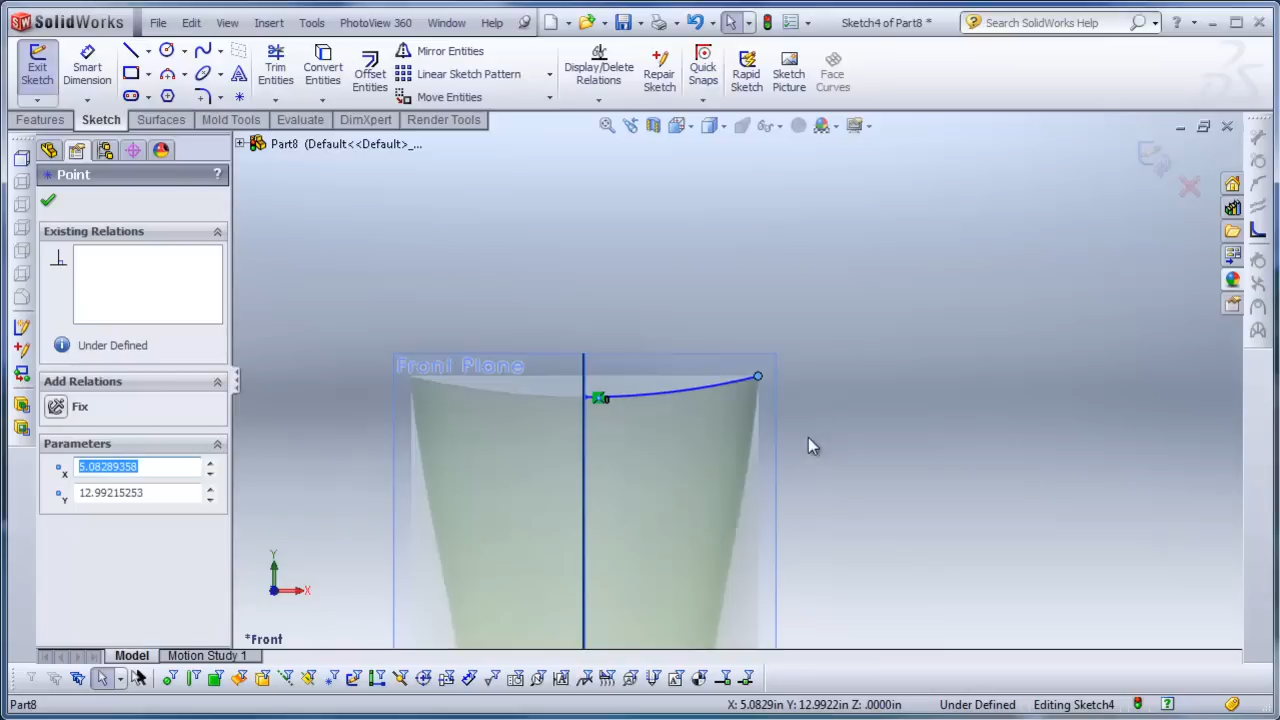 SolidWorks File Edit View Insert Tools PhotoView 360 Window Help Sketch4 of Part8 * Search SolidWorks Help
Exit Sketch Smart Dimension Trim Entities Convert Entities Offset Entities Mirror Entities Linear Sketch Pattern Move Entities Display/Delete Relations Repair Sketch Quick Snaps Rapid Sketch Sketch Picture Face Curves
Features Sketch Surfaces Mold Tools Evaluate DimXpert Render Tools
Part8 (Default<<Default>_...
Point ?
Existing Relations
Under Defined
Front Plane
Add Relations
Fix
Parameters
X 5.08289358
Y 12.99215253
Y
X
*Front
Model Motion Study 1
Part8 X: 5.0829in Y: 12.9922in Z: .0000in Under Defined Editing Sketch4